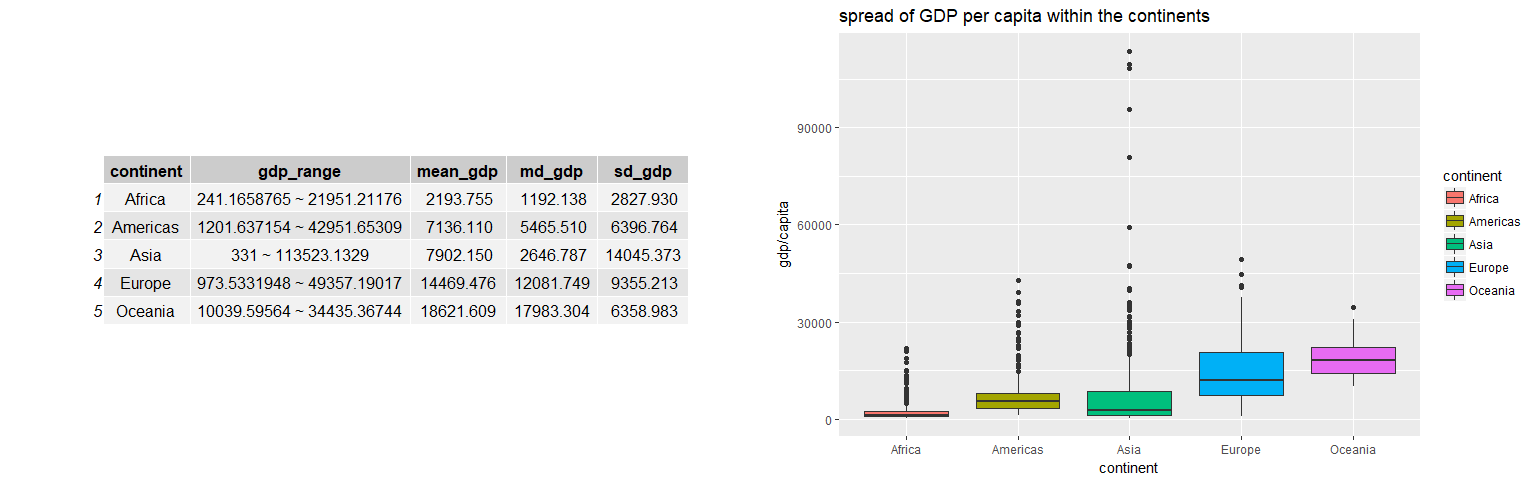 continent gdp_range mean_gdp md_gdp sd_gdp
1 Africa 241.1658765 ~ 21951.21176 2193.755 1192.138 2827.930
2 Americas 1201.637154 ~ 42951.65309 7136.110 5465.510 6396.764
3 Asia 331 ~ 113523.1329 7902.150 2646.787 14045.373
4 Europe 973.5331948 ~ 49357.19017 14469.476 12081.749 9355.213
5 Oceania 10039.59564 ~ 34435.36744 18621.609 17983.304 6358.983
spread of GDP per capita within the continents
gdp/capita
90000
60000
30000
0
Africa Americas Asia Europe Oceania
continent
continent
Africa
Americas
Asia
Europe
Oceania